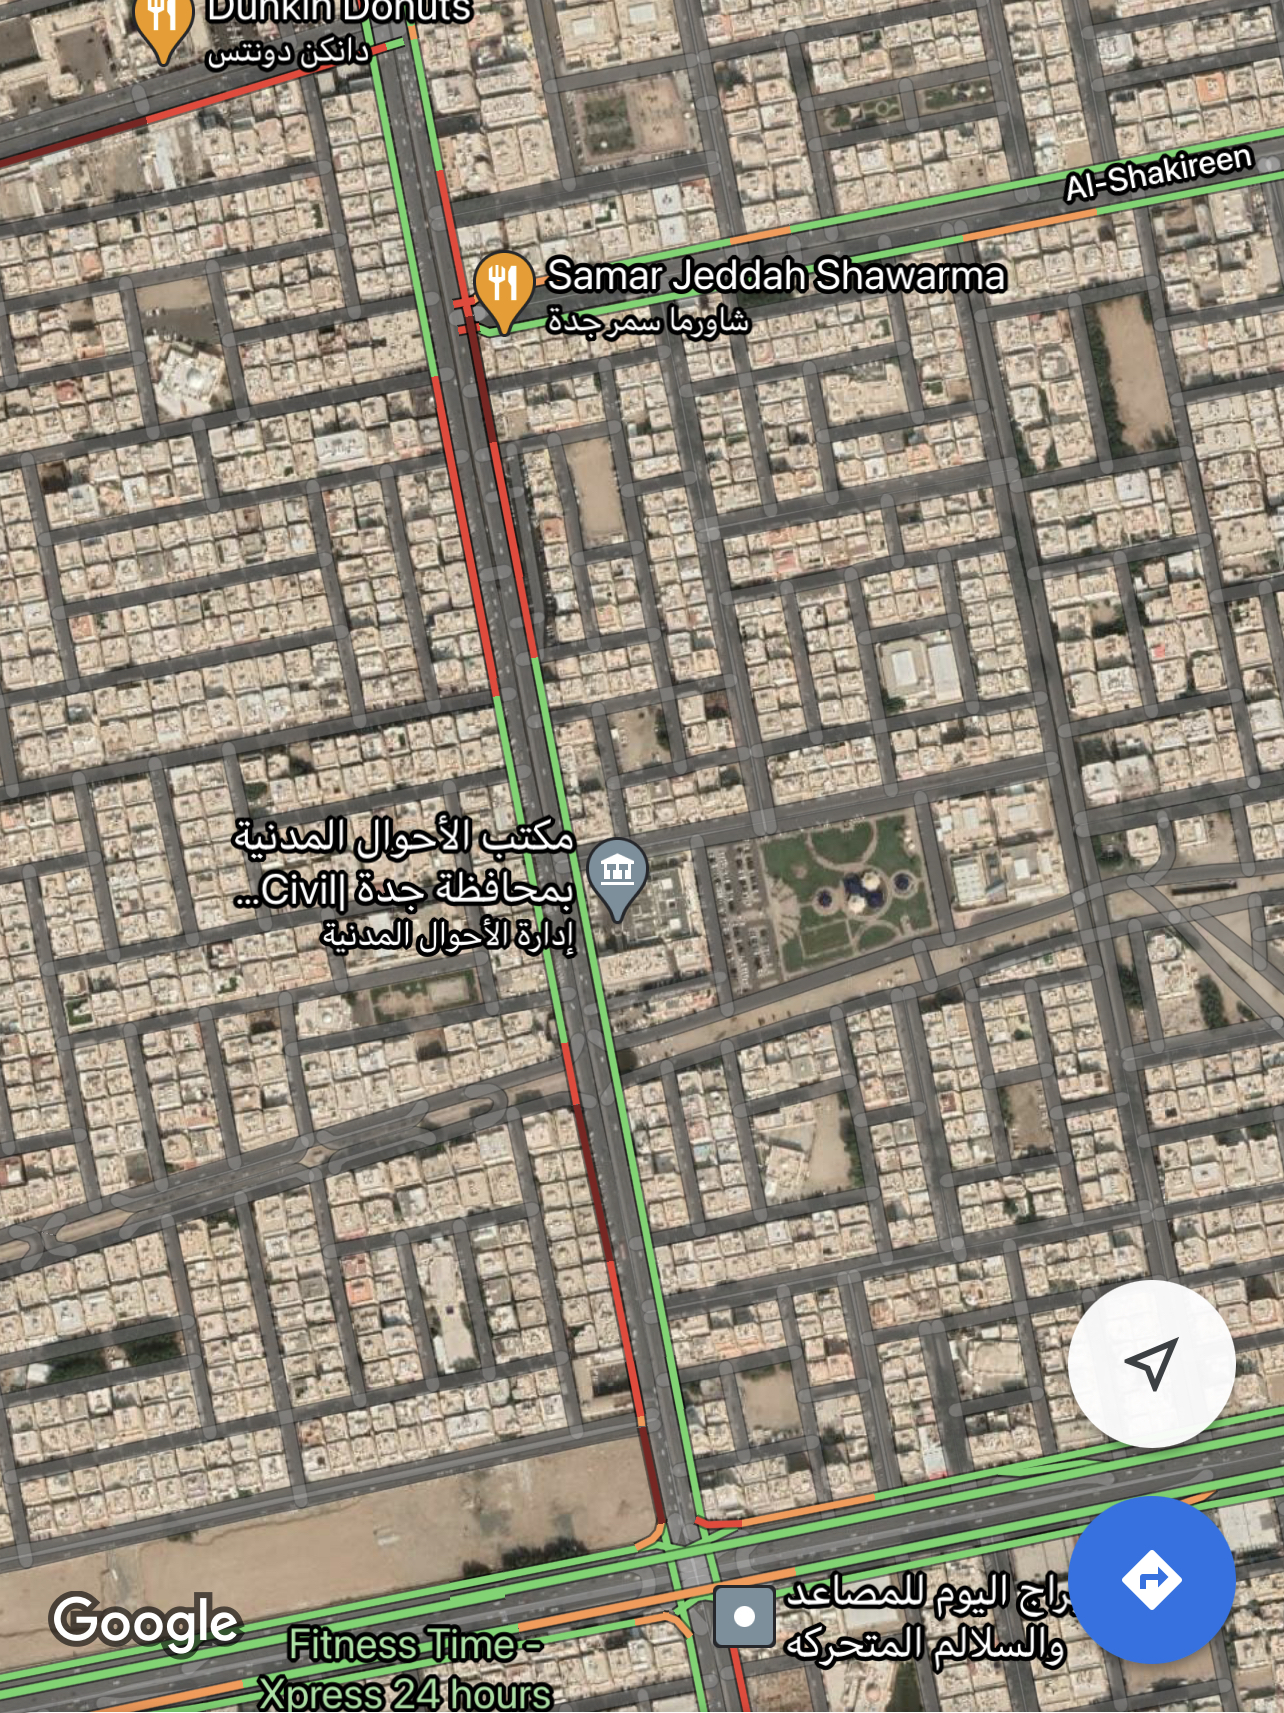 Dunkin Donuts
دانكن دونتس
Al-Shakireen
Samar Jeddah Shawarma
شاورما سمر جدة
مكتب الأحوال المدنية
بمحافظة جدة |Civil...
إدارة الأحوال المدنية
والسلالم المتحركه
اليوم للمصاعد
Google
Fitness Time -
Xpress 24 hours